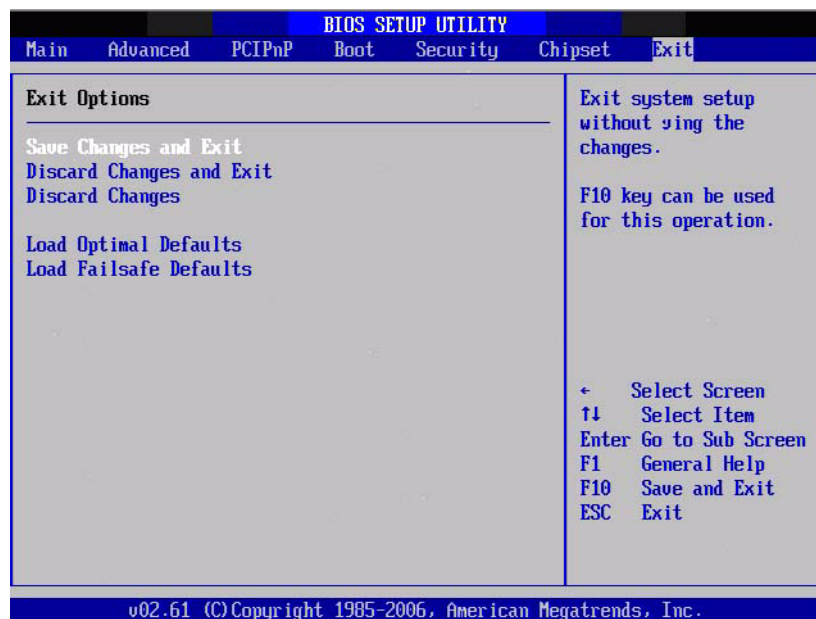 BIOS SETUP UTILITY
Main Advanced PCIPnP Boot Security Chipset Exit
Exit Options
Save Changes and Exit
Discard Changes and Exit
Discard Changes
Load Optimal Defaults
Load Failsafe Defaults
Exit system setup
without ying the
changes.
F10 key can be used
for this operation.
← Select Screen
↑↓ Select Item
Enter Go to Sub Screen
F1 General Help
F10 Save and Exit
ESC Exit
v02.61 (C)Copyright 1985-2006, American Megatrends, Inc.